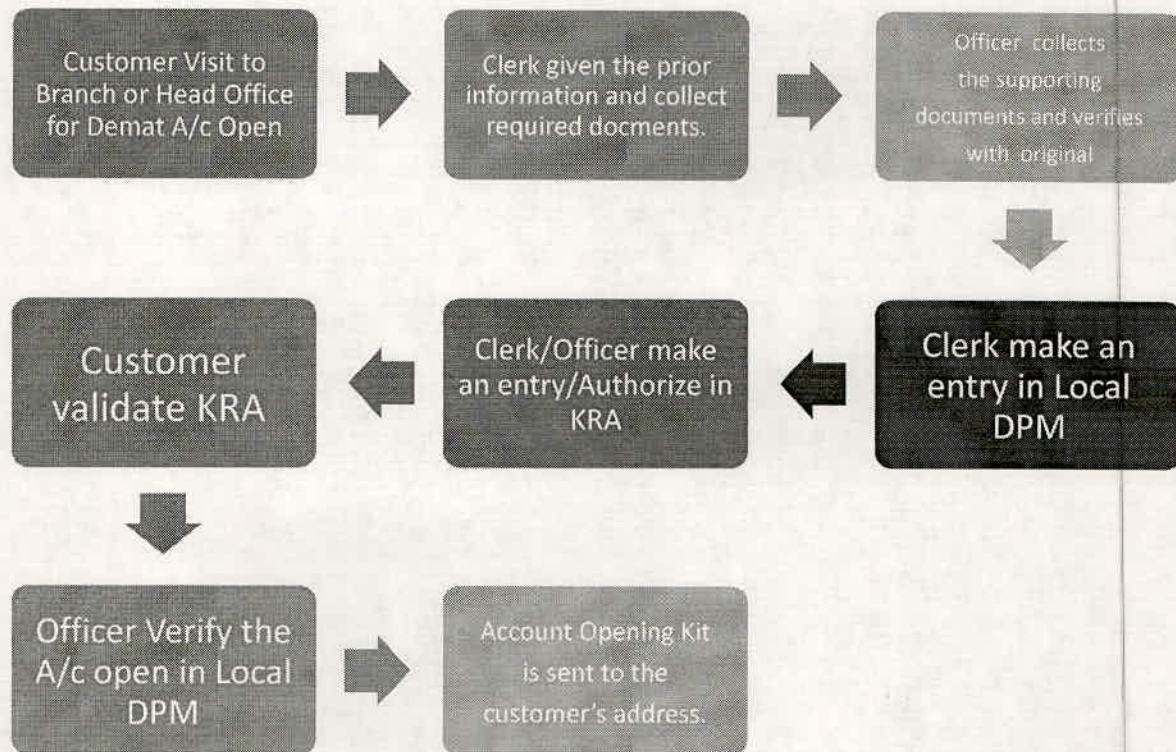 Customer Visit to
Branch or Head Office
for Demat A/c Open
Clerk given the prior
information and collect
required docments.
Officer collects
the supporting
documents and verifies
with original
Clerk make an
entry in Local
DPM
Clerk/Officer make
an entry/Authorize in
KRA
Customer
validate KRA
Officer Verify the
A/c open in Local
DPM
Account Opening Kit
is sent to the
customer's address.